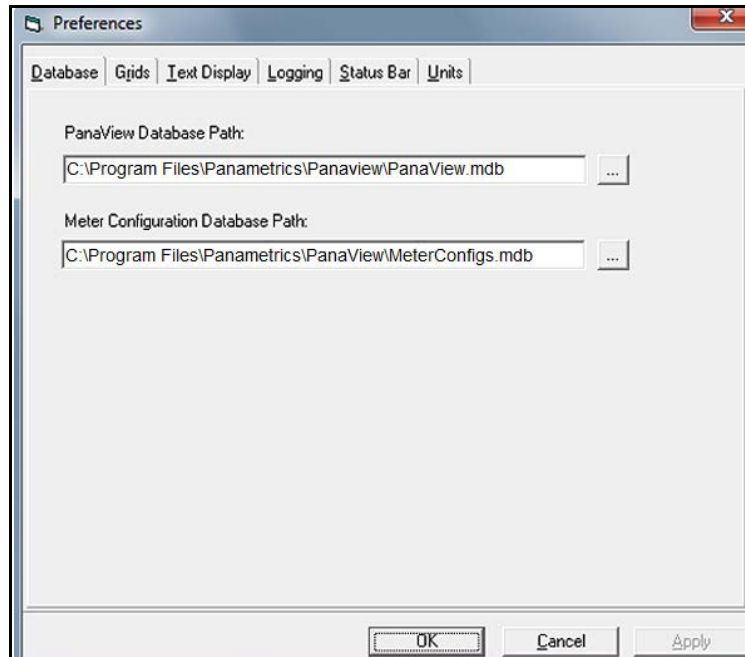 Preferences
Database Grids Text Display Logging Status Bar Units
PanaView Database Path:
C:\Program Files\Panametrics\Panaview\PanaView.mdb ...
Meter Configuration Database Path:
C:\Program Files\Panametrics\PanaView\MeterConfigs.mdb ...
OK Cancel Apply